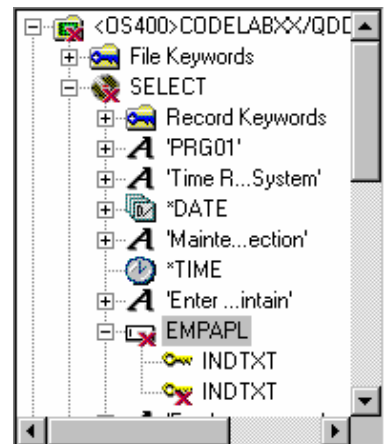 <OS400>CODELABXX/QDD
File Keywords
SELECT
Record Keywords
'PRG01'
'Time R...System'
*DATE
'Mainte...ection'
*TIME
'Enter ...intain'
EMPAPL
INDTXT
INDTXT